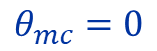 θ_mc = 0